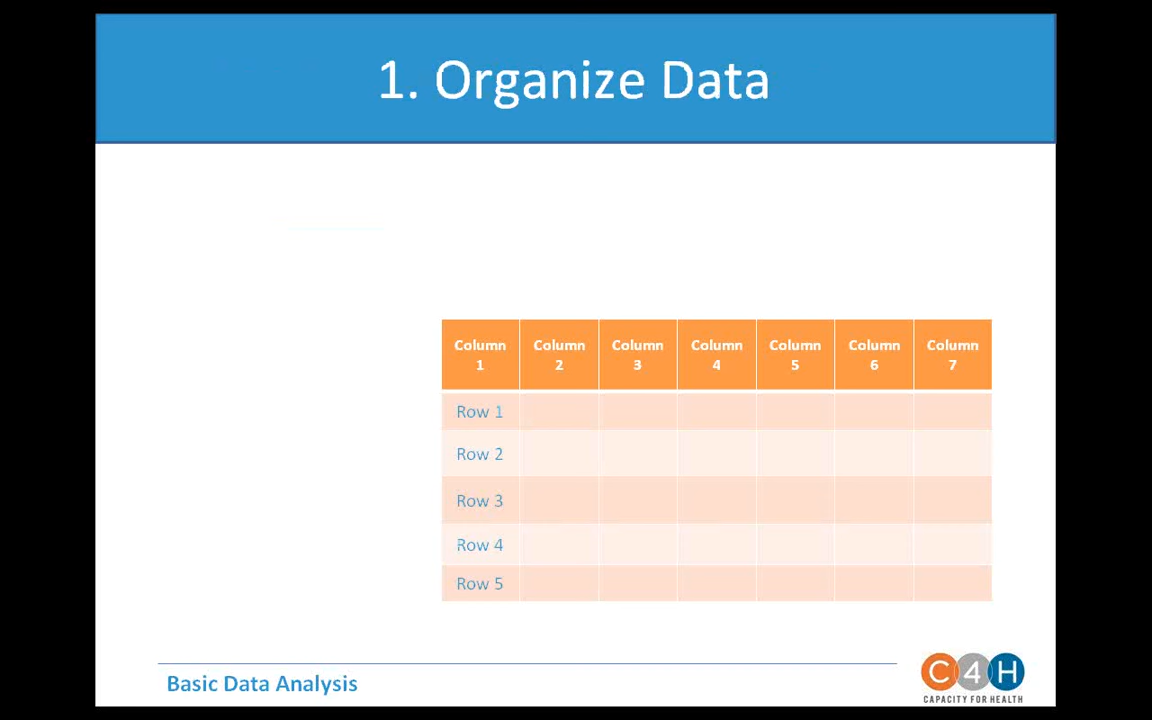 1. Organize Data
Column 1 Column 2 Column 3 Column 4 Column 5 Column 6 Column 7
Row 1
Row 2
Row 3
Row 4
Row 5
Basic Data Analysis
C4H
CAPACITY FOR HEALTH